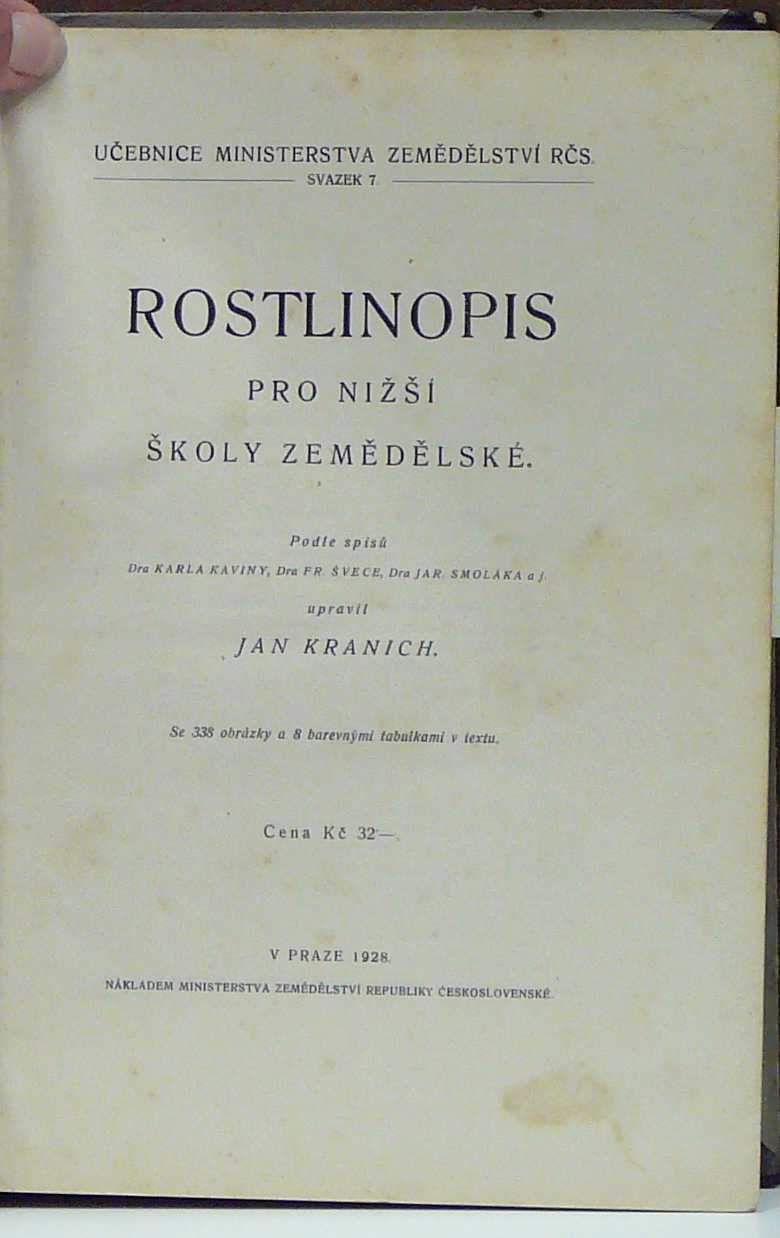 UČEBNICE MINISTERSTVA ZEMĚDĚLSTVÍ RČS.
SVAZEK 7.
ROSTLINOPIS
PRO NIŽŠÍ
ŠKOLY ZEMĚDĚLSKÉ.
Podle spisů
Dra KARLA KAVINY, Dra FR. ŠVECE, Dra JAR. SMOLÁKA a j.
upravil
JAN KRANICH.
Se 338 obrázky a 8 barevnými tabulkami v textu.
Cena Kč 32·—.
V PRAZE 1928.
NÁKLADEM MINISTERSTVA ZEMĚDĚLSTVÍ REPUBLIKY ČESKOSLOVENSKÉ.